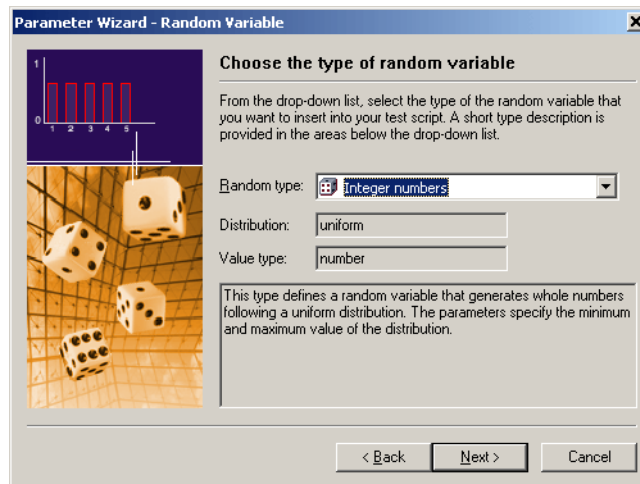 Parameter Wizard - Random Variable
1
0
1 2 3 4 5
Choose the type of random variable
From the drop-down list, select the type of the random variable that
you want to insert into your test script. A short type description is
provided in the areas below the drop-down list.
Random type: Integer numbers
Distribution: uniform
Value type: number
This type defines a random variable that generates whole numbers
following a uniform distribution. The parameters specify the minimum
and maximum value of the distribution.
< Back Next > Cancel